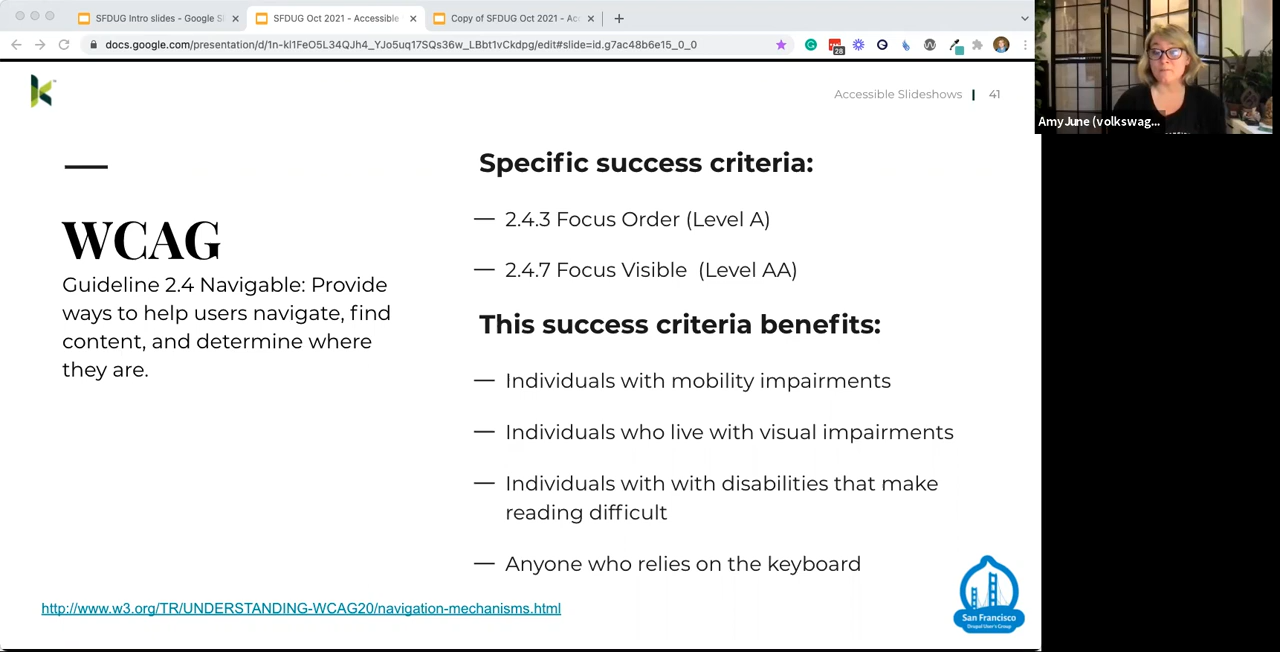 SFDUG Intro slides - Google Sl
SFDUG Oct 2021 - Accessible
Copy of SFDUG Oct 2021 - Acc
docs.google.com/presentation/d/1n-kl1FeO5L34QJh4_YJo5uq17SQs36w_LBbt1vCkdpg/edit#slide=id.g7ac48b6e15_0_0
28
AmyJune (volkswag...
Accessible Slideshows | 41
WCAG
Guideline 2.4 Navigable: Provide
ways to help users navigate, find
content, and determine where
they are.
Specific success criteria:
— 2.4.3 Focus Order (Level A)
— 2.4.7 Focus Visible (Level AA)
This success criteria benefits:
— Individuals with mobility impairments
— Individuals who live with visual impairments
— Individuals with with disabilities that make
reading difficult
— Anyone who relies on the keyboard
http://www.w3.org/TR/UNDERSTANDING-WCAG20/navigation-mechanisms.html
San Francisco
Drupal User's Group